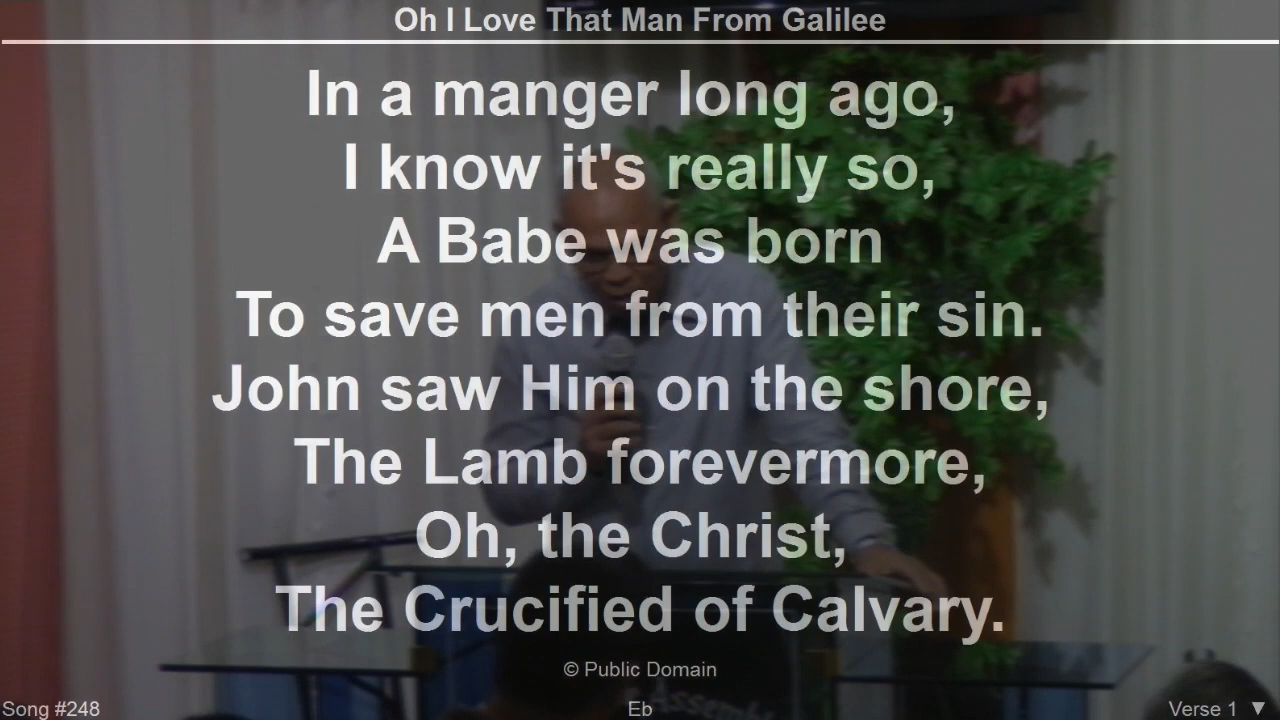 Oh I Love That Man From Galilee
In a manger long ago,
I know it's really so,
A Babe was born
To save men from their sin.
John saw Him on the shore,
The Lamb forevermore,
Oh, the Christ,
The Crucified of Calvary.
© Public Domain
Assembl
Song #248 Eb Verse 1 ▼